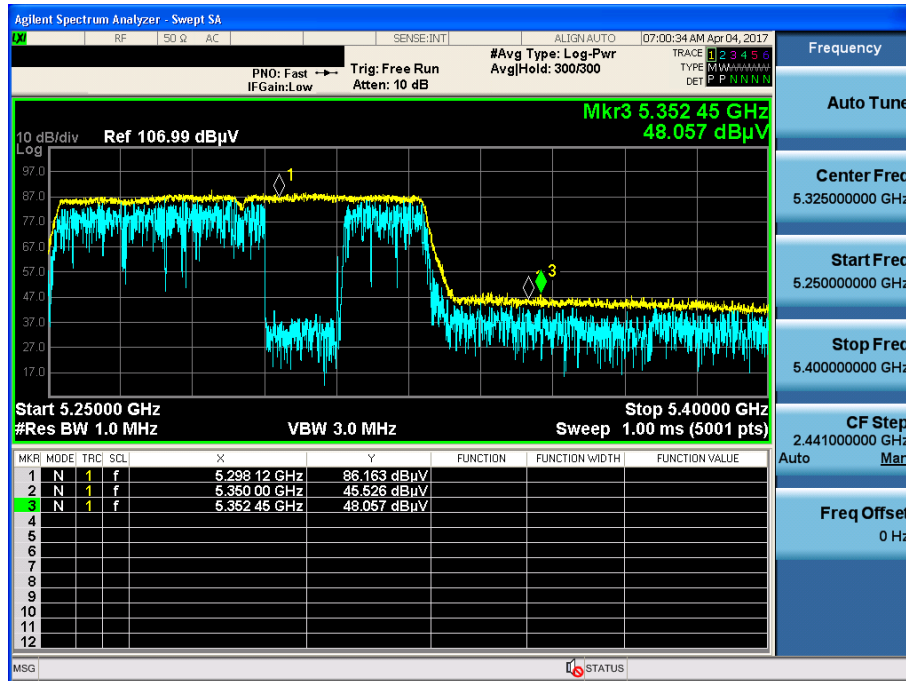 Agilent Spectrum Analyzer - Swept SA
LXI RF 50 Ω AC SENSE:INT ALIGN AUTO 07:00:34 AM Apr 04, 2017
Frequency
PNO: Fast
IFGain:Low
Trig: Free Run
Atten: 10 dB
#Avg Type: Log-Pwr
Avg|Hold: 300/300
TRACE 1 2 3 4 5 6
TYPE M WWWWWW
DET P P N N N N
Mkr3 5.352 45 GHz
48.057 dBµV
10 dB/div Ref 106.99 dBµV
Log
97.0
87.0
77.0
67.0
57.0
47.0
37.0
27.0
17.0
1
3
Start 5.25000 GHz
Stop 5.40000 GHz
#Res BW 1.0 MHz
VBW 3.0 MHz
Sweep 1.00 ms (5001 pts)
MKR MODE TRC SCL X Y FUNCTION FUNCTION WIDTH FUNCTION VALUE
1 N 1 f 5.298 12 GHz 86.163 dBµV
2 N 1 f 5.350 00 GHz 45.526 dBµV
3 N 1 f 5.352 45 GHz 48.057 dBµV
4
5
6
7
8
9
10
11
12
MSG
STATUS
Auto Tune
Center Freq
5.325000000 GHz
Start Freq
5.250000000 GHz
Stop Freq
5.400000000 GHz
CF Step
2.441000000 GHz
Auto Man
Freq Offset
0 Hz